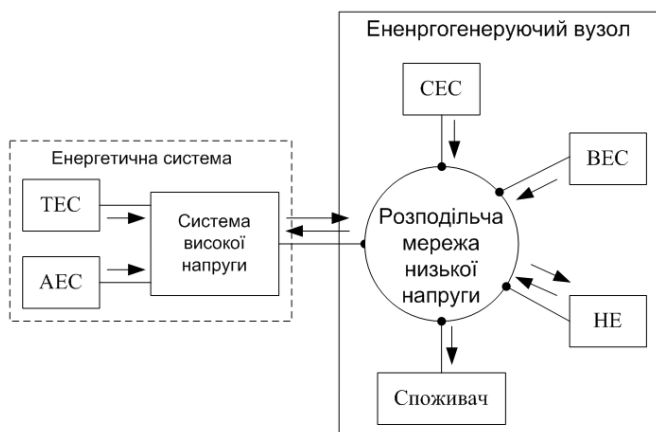 Ененргогенеруючий вузол
СЕС
Енергетична система
ВЕС
ТЕС
Система
високої
напруги
Розподільча
мережа
низької
напруги
АЕС
НЕ
Споживач